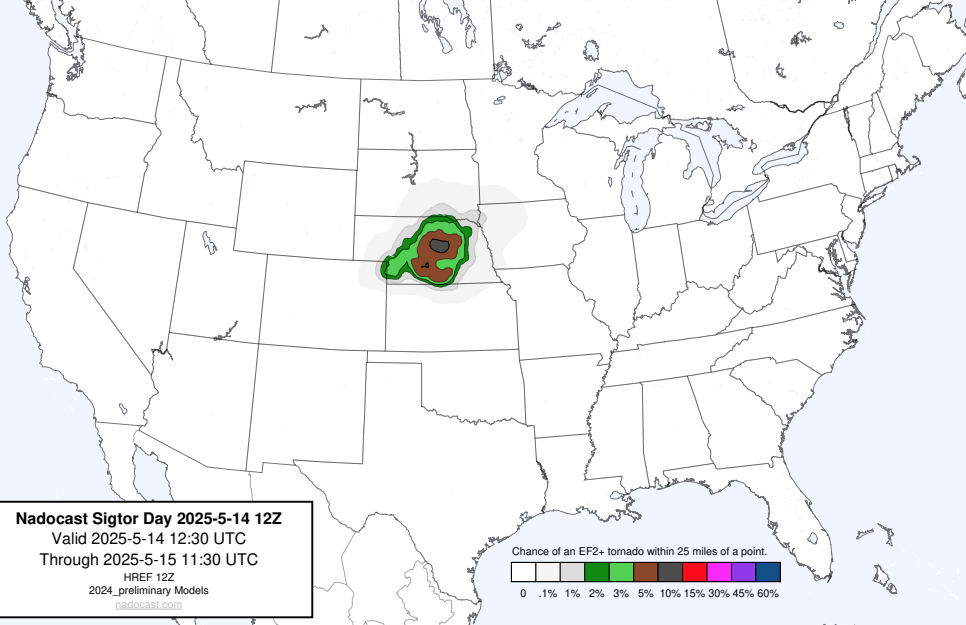 Nadocast Sigtor Day 2025-5-14 12Z
Valid 2025-5-14 12:30 UTC
Through 2025-5-15 11:30 UTC
HREF 12Z
2024_preliminary Models
nadocast.com
Chance of an EF2+ tornado within 25 miles of a point.
0 .1% 1% 2% 3% 5% 10% 15% 30% 45% 60%